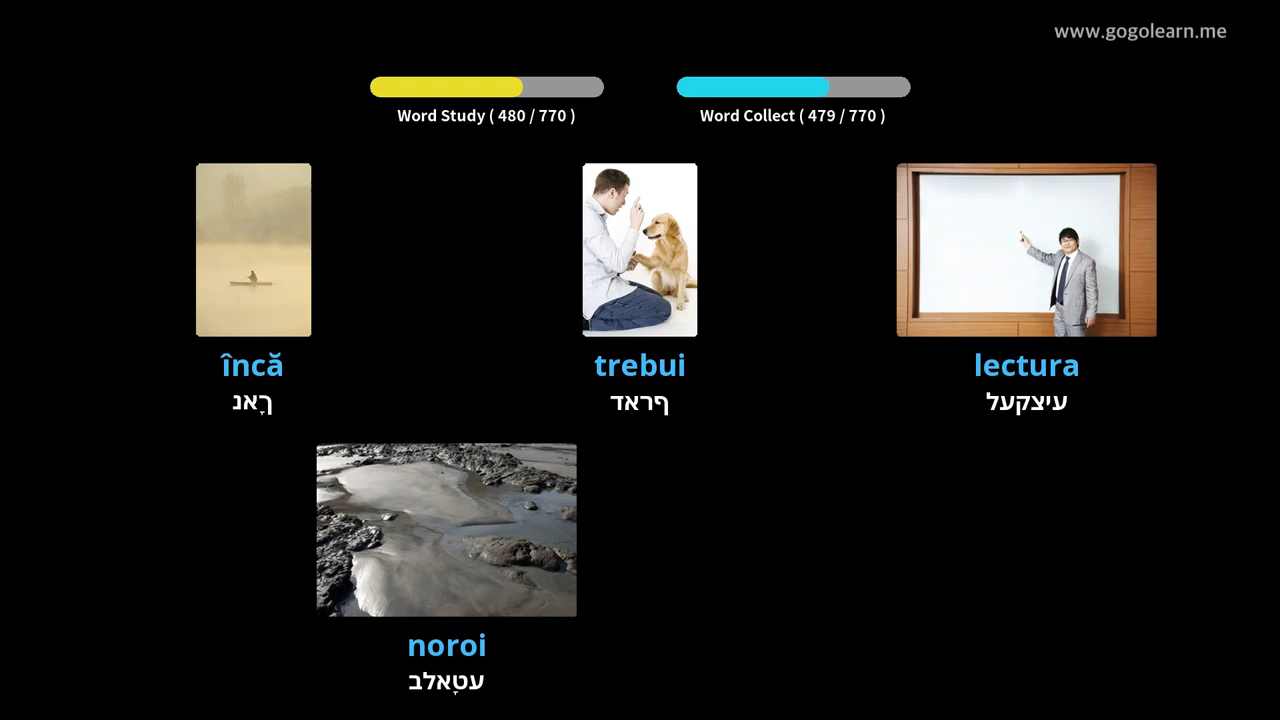 www.gogolearn.me
Word Study ( 480 / 770 )
Word Collect ( 479 / 770 )
încă
ךָאנ
trebui
ףראד
lectura
עיצקעל
noroi
עטָאלב